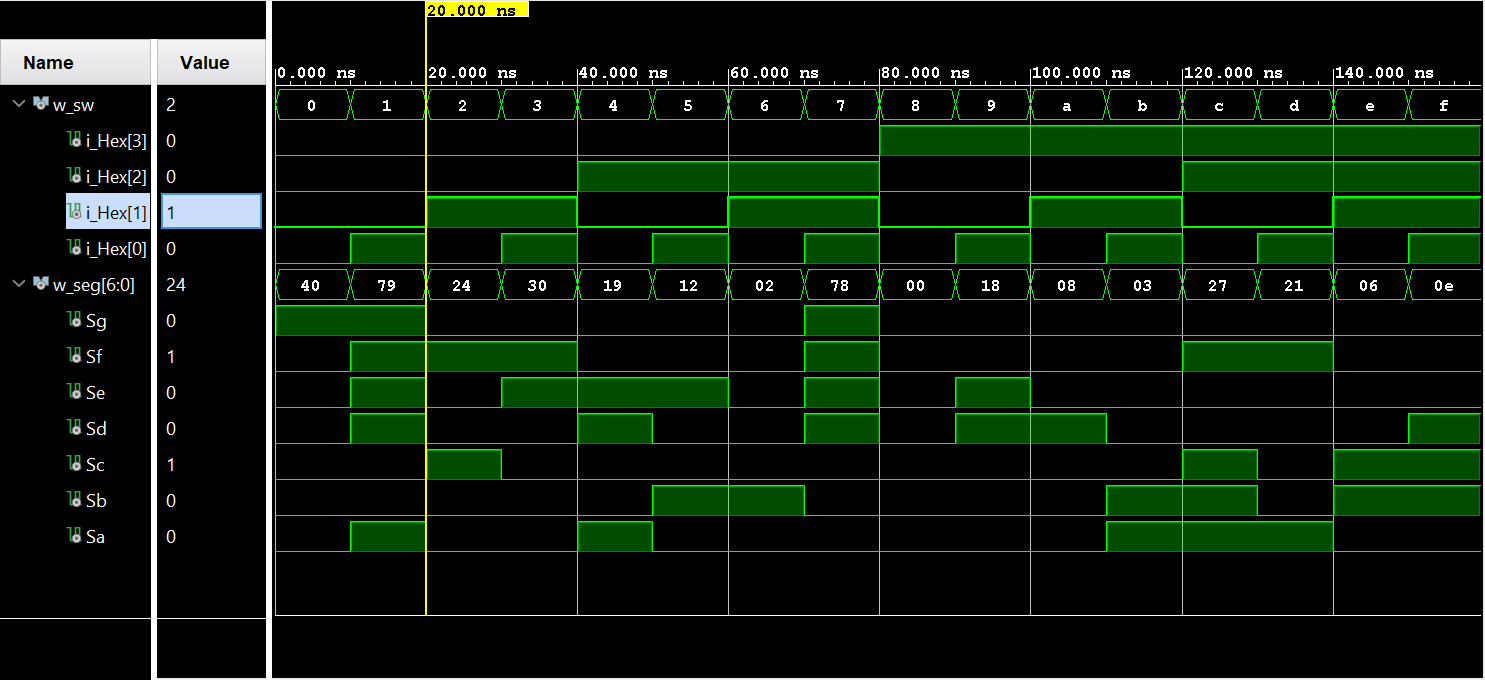 20.000 ns
Name Value
0.000 ns 20.000 ns 40.000 ns 60.000 ns 80.000 ns 100.000 ns 120.000 ns 140.000 ns
w_sw 2 0 1 2 3 4 5 6 7 8 9 a b c d e f
i_Hex[3] 0
i_Hex[2] 0
i_Hex[1] 1
i_Hex[0] 0
w_seg[6:0] 24 40 79 24 30 19 12 02 78 00 18 08 03 27 21 06 0e
Sg 0
Sf 1
Se 0
Sd 0
Sc 1
Sb 0
Sa 0